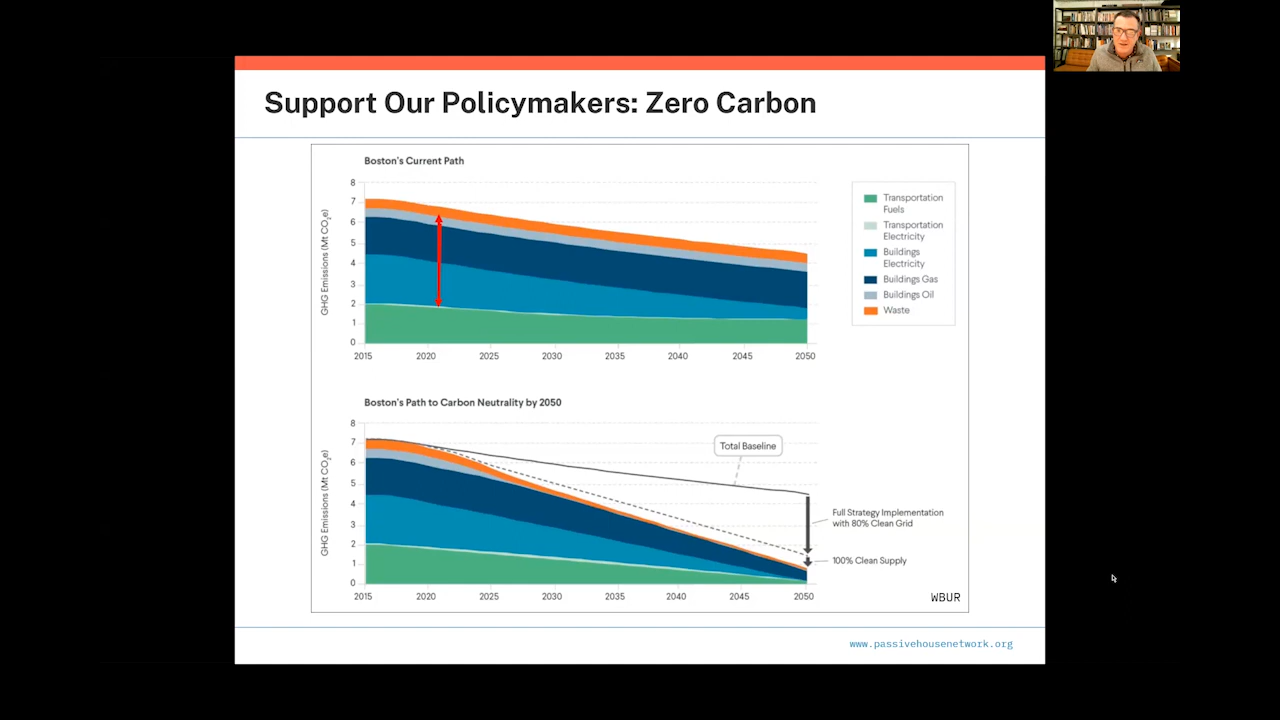 Support Our Policymakers: Zero Carbon
Boston's Current Path
GHG Emissions (Mt CO₂e)
8
7
6
5
4
3
2
1
0
2015 2020 2025 2030 2035 2040 2045 2050
Transportation
Fuels
Transportation
Electricity
Buildings
Electricity
Buildings Gas
Buildings Oil
Waste
Boston's Path to Carbon Neutrality by 2050
GHG Emissions (Mt CO₂e)
8
7
6
5
4
3
2
1
0
2015 2020 2025 2030 2035 2040 2045 2050
Total Baseline
Full Strategy Implementation
with 80% Clean Grid
100% Clean Supply
WBUR
www.passivehousenetwork.org